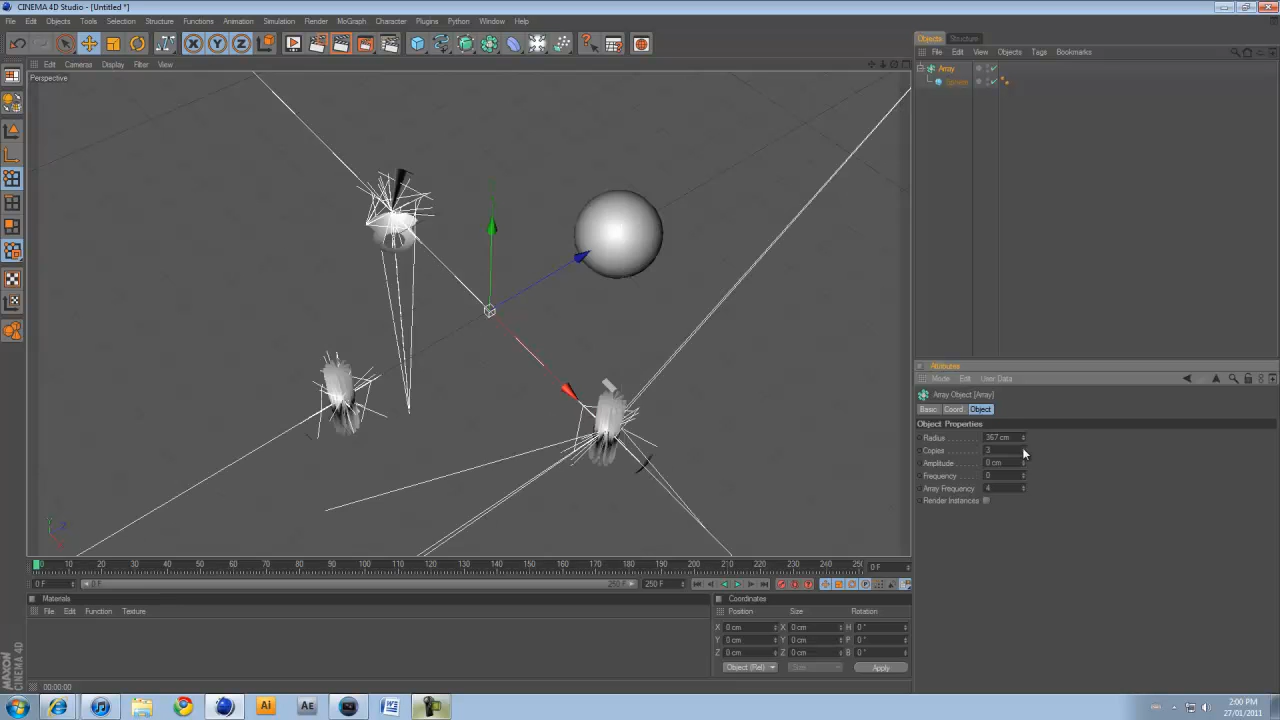 CINEMA 4D Studio - [Untitled *]
File Edit Objects Tools Selection Structure Functions Animation Simulation Render MoGraph Character Plugins Python Window Help
X Y Z
Edit Cameras Display Filter View
Perspective
Objects Structure
File Edit View Objects Tags Bookmarks
Array
Attributes
Mode Edit User Data
Array Object [Array]
Basic Coord. Object
Object Properties
Radius 367 cm
Copies 3
Amplitude 0 cm
Frequency 0
Array Frequency 4
Render Instances
Y Z X
0 10 20 30 40 50 60 70 80 90 100 110 120 130 140 150 160 170 180 190 200 210 220 230 240 25 0 F
0 F 0 F 250 F 250 F
Materials
File Edit Function Texture
Coordinates
Position Size Rotation
X 0 cm X 0 cm H 0 °
Y 0 cm Y 0 cm P 0 °
Z 0 cm Z 0 cm B 0 °
Object (Rel) Size Apply
MAXON CINEMA 4D
00:00:00
Ai AE W
2:00 PM
27/01/2011